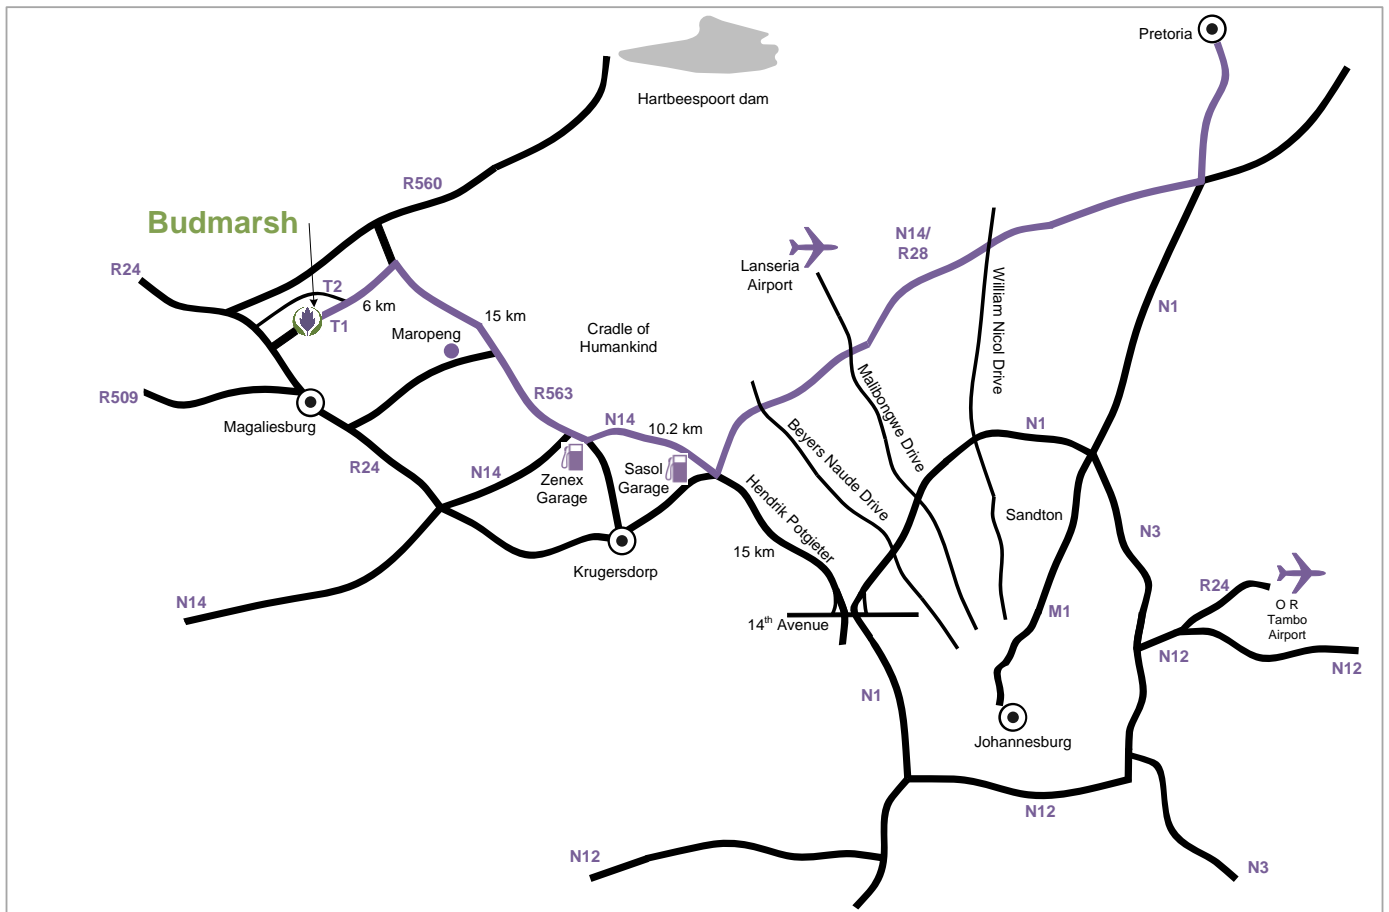 Pretoria
Hartbeespoort dam
R560
Budmarsh
R24
T2
6 km
T1
15 km
Maropeng
Cradle of
Humankind
Lanseria
Airport
N14/
R28
William Nicol Drive
N1
R509
R563
Magaliesburg
N14
10.2 km
Malibongwe Drive
Beyers Naude Drive
N1
R24
N14
Zenex
Garage
Sasol
Garage
Hendrik Potgieter
Sandton
15 km
N3
Krugersdorp
N14
14th Avenue
M1
R24
O R
Tambo
Airport
N12
N12
N1
Johannesburg
N12
N12
N3